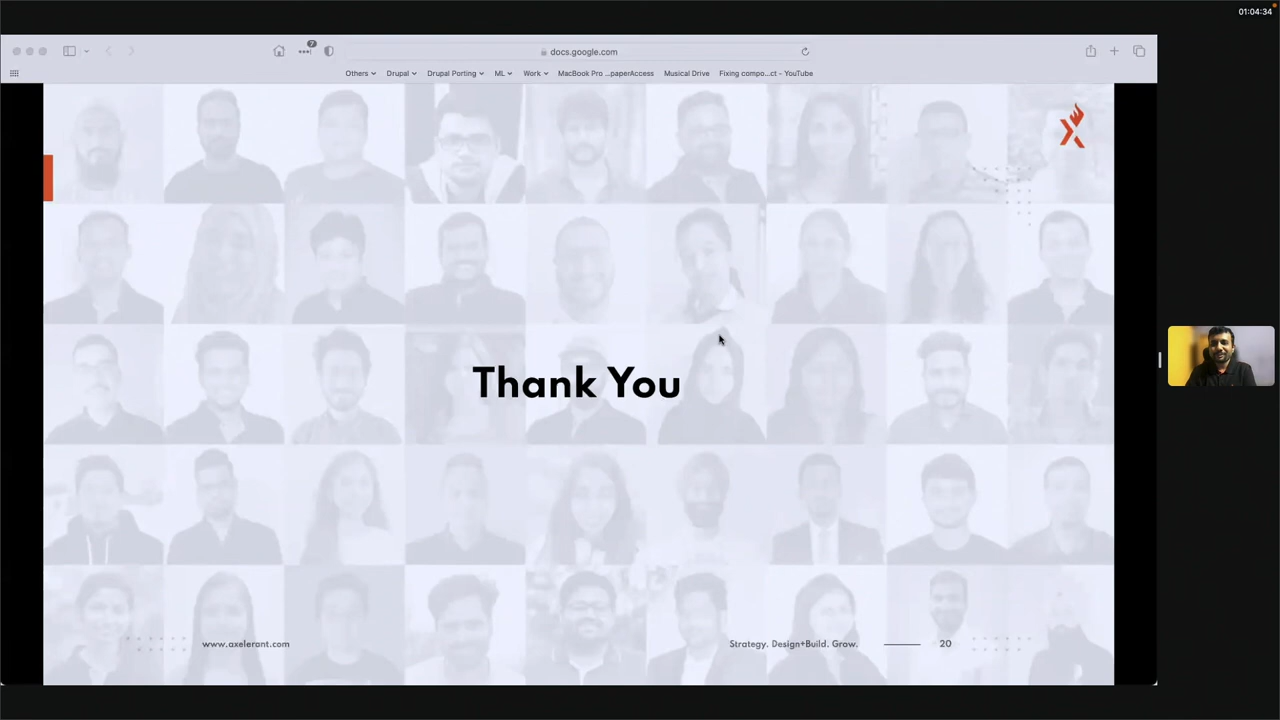 01:04:34
7
docs.google.com
Others Drupal Drupal Porting ML Work MacBook Pro ...paperAccess Musical Drive Fixing compo...ct - YouTube
Thank You
www.axelerant.com
Strategy. Design+Build. Grow.
20